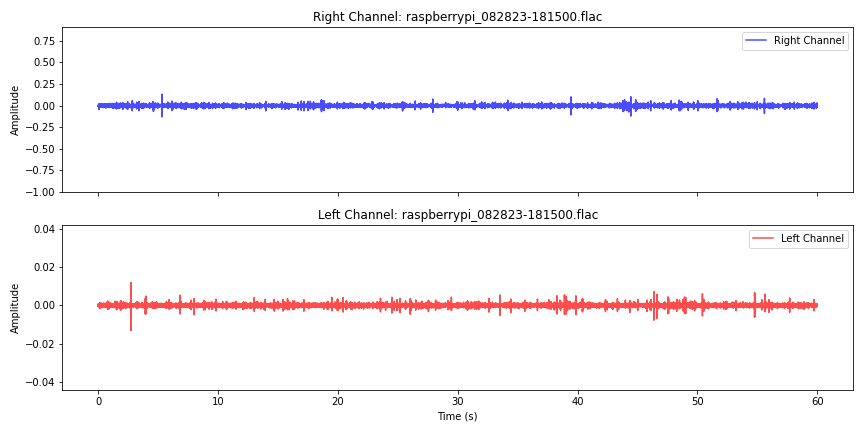 Right Channel: raspberrypi_082823-181500.flac
Right Channel
Amplitude
0.75
0.50
0.25
0.00
−0.25
−0.50
−0.75
−1.00
Left Channel: raspberrypi_082823-181500.flac
Left Channel
Amplitude
0.04
0.02
0.00
−0.02
−0.04
0 10 20 30 40 50 60
Time (s)